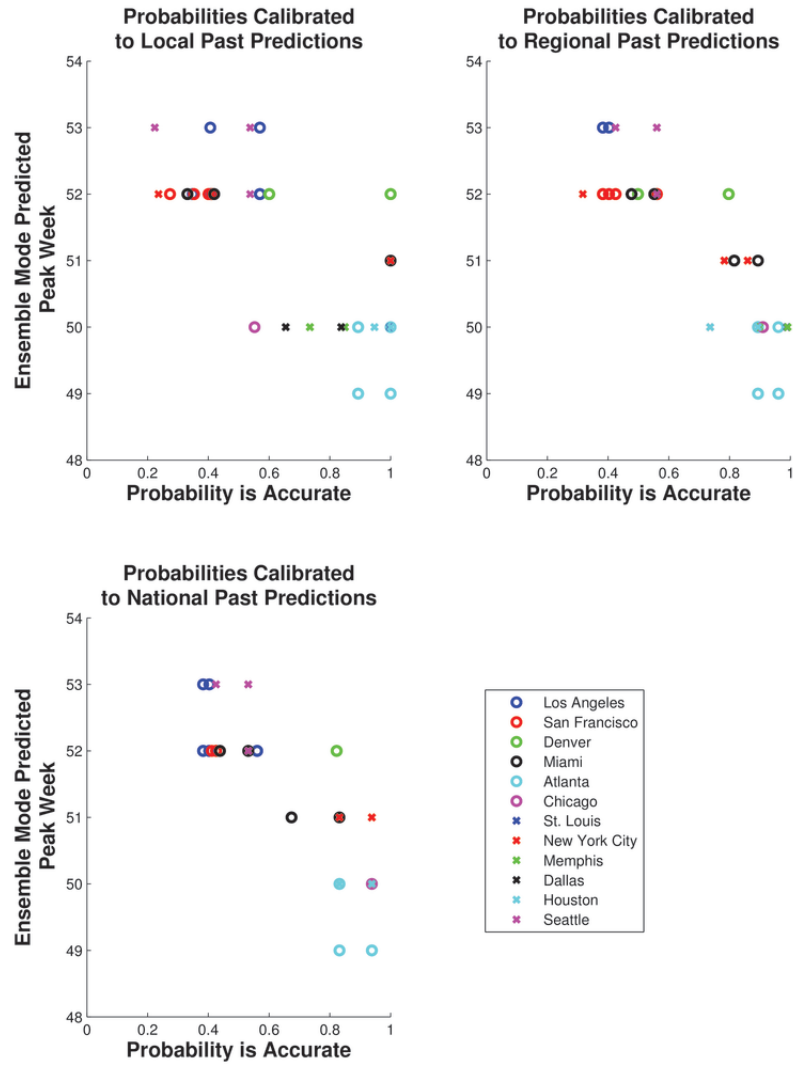 Probabilities Calibrated
to Local Past Predictions
Ensemble Mode Predicted
Peak Week
54
53
52
51
50
49
48
0 0.2 0.4 0.6 0.8 1
Probability is Accurate
Probabilities Calibrated
to Regional Past Predictions
54
53
52
51
50
49
48
0 0.2 0.4 0.6 0.8 1
Probability is Accurate
Probabilities Calibrated
to National Past Predictions
Ensemble Mode Predicted
Peak Week
54
53
52
51
50
49
48
0 0.2 0.4 0.6 0.8 1
Probability is Accurate
Los Angeles
San Francisco
Denver
Miami
Atlanta
Chicago
St. Louis
New York City
Memphis
Dallas
Houston
Seattle